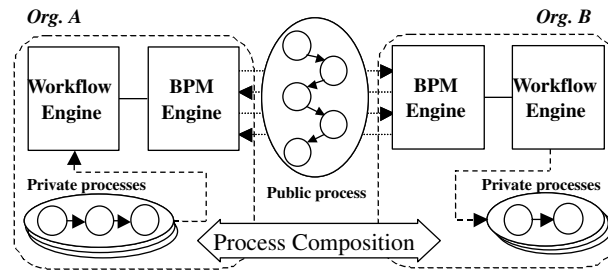 Org. A
Org. B
Workflow
Engine
BPM
Engine
BPM
Engine
Workflow
Engine
Private processes
Public process
Private processes
Process Composition